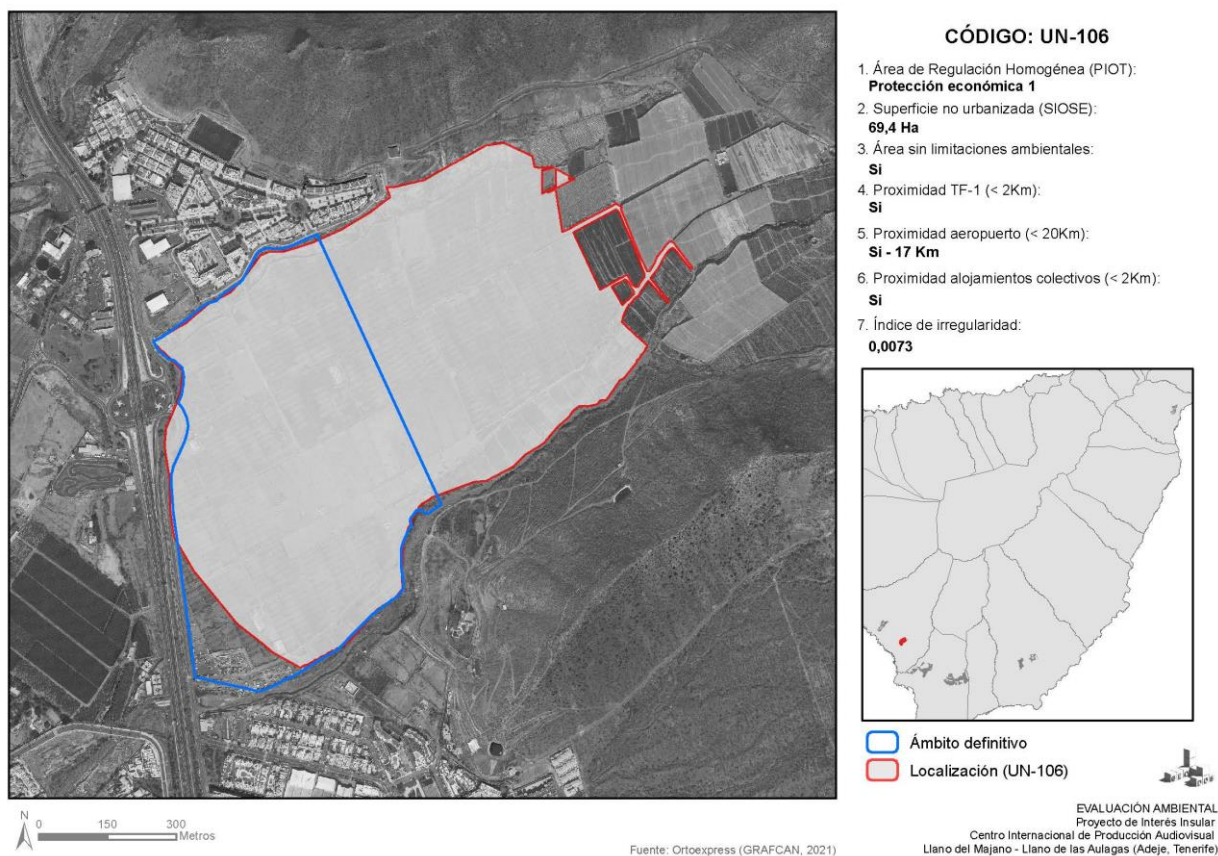 CÓDIGO: UN-106
1. Área de Regulación Homogénea (PIOT):
Protección económica 1
2. Superficie no urbanizada (SIOSE):
69,4 Ha
3. Área sin limitaciones ambientales:
Si
4. Proximidad TF-1 (< 2Km):
Si
5. Proximidad aeropuerto (< 20Km):
Si - 17 Km
6. Proximidad alojamientos colectivos (< 2Km):
Si
7. Índice de irregularidad:
0,0073
Ámbito definitivo
Localización (UN-106)
N
0 150 300
Metros
Fuente: Ortoexpress (GRAFCAN, 2021)
EVALUACIÓN AMBIENTAL
Proyecto de Interés Insular
Centro Internacional de Producción Audiovisual
Llano del Majano - Llano de las Aulagas (Adeje, Tenerife)